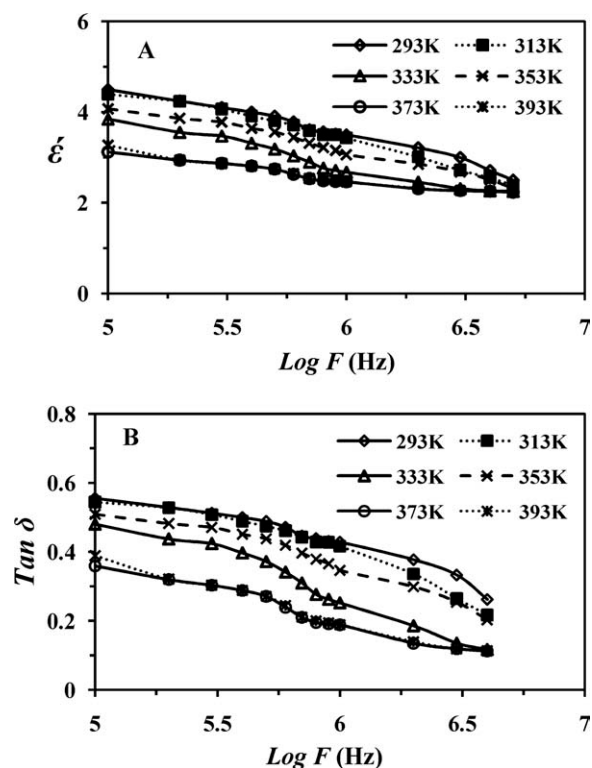 A
293K 313K
333K 353K
373K 393K
6
4
2
0
έ
5 5.5 6 6.5 7
Log F (Hz)
B
293K 313K
333K 353K
373K 393K
0.8
0.6
0.4
0.2
0
Tan δ
5 5.5 6 6.5 7
Log F (Hz)